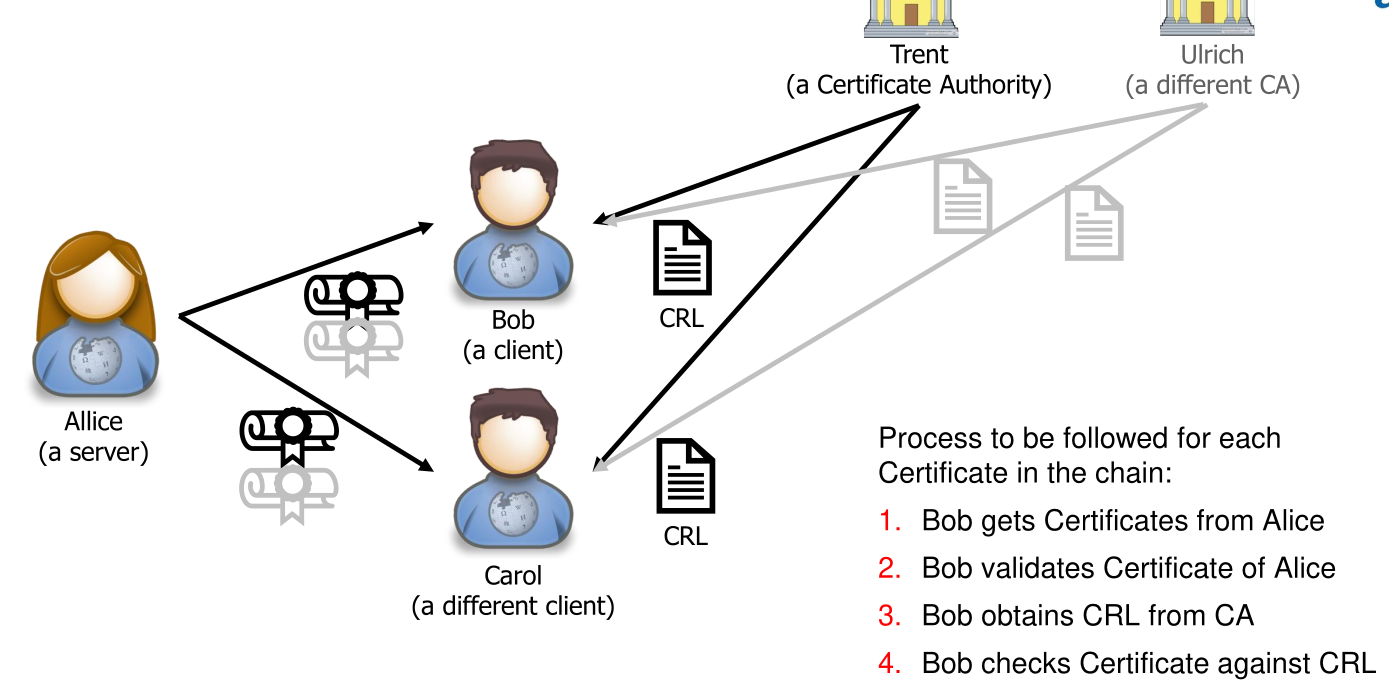 Trent
(a Certificate Authority)
Ulrich
(a different CA)
Bob
(a client)
CRL
Allice
(a server)
Carol
(a different client)
CRL
Process to be followed for each
Certificate in the chain:
1. Bob gets Certificates from Alice
2. Bob validates Certificate of Alice
3. Bob obtains CRL from CA
4. Bob checks Certificate against CRL